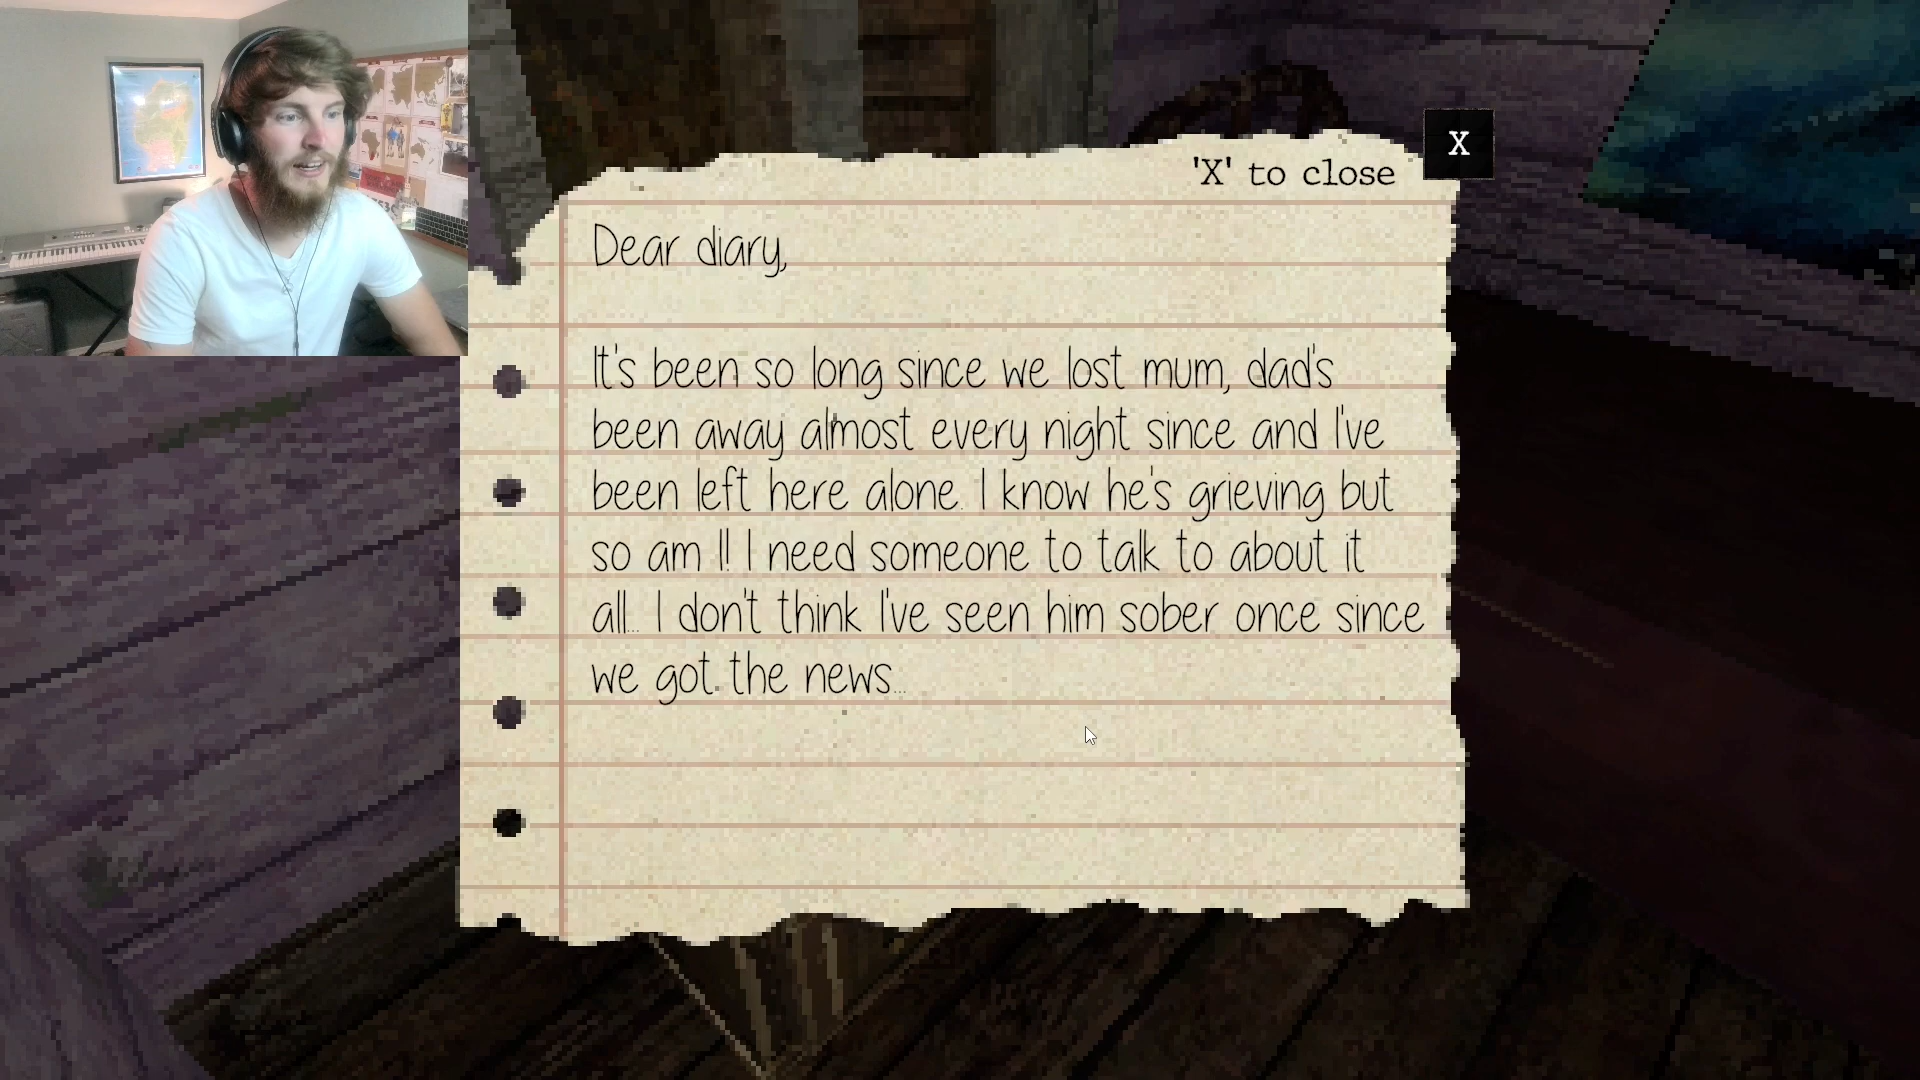 'X' to close
X
Dear diary,
It's been so long since we lost mum, dad's
been away almost every night since and I've
been left here alone. I know he's grieving but
so am I! I need someone to talk to about it
all... I don't think I've seen him sober once since
we got the news...